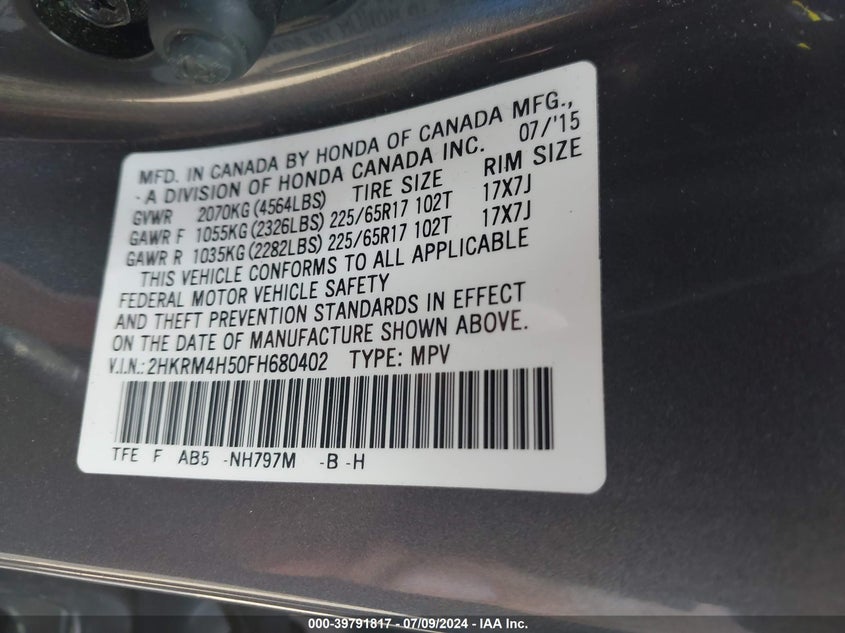 MFD. IN CANADA BY HONDA OF CANADA MFG.,
- A DIVISION OF HONDA CANADA INC. 07/'15
GVWR 2070KG (4564LBS) TIRE SIZE RIM SIZE
GAWR F 1055KG (2326LBS) 225/65R17 102T 17X7J
GAWR R 1035KG (2282LBS) 225/65R17 102T 17X7J
THIS VEHICLE CONFORMS TO ALL APPLICABLE
FEDERAL MOTOR VEHICLE SAFETY
AND THEFT PREVENTION STANDARDS IN EFFECT
ON THE DATE OF MANUFACTURE SHOWN ABOVE.
V.I.N.: 2HKRM4H50FH680402 TYPE: MPV
TFE F AB5 -NH797M -B -H
000-39791817 - 07/09/2024 - IAA Inc.